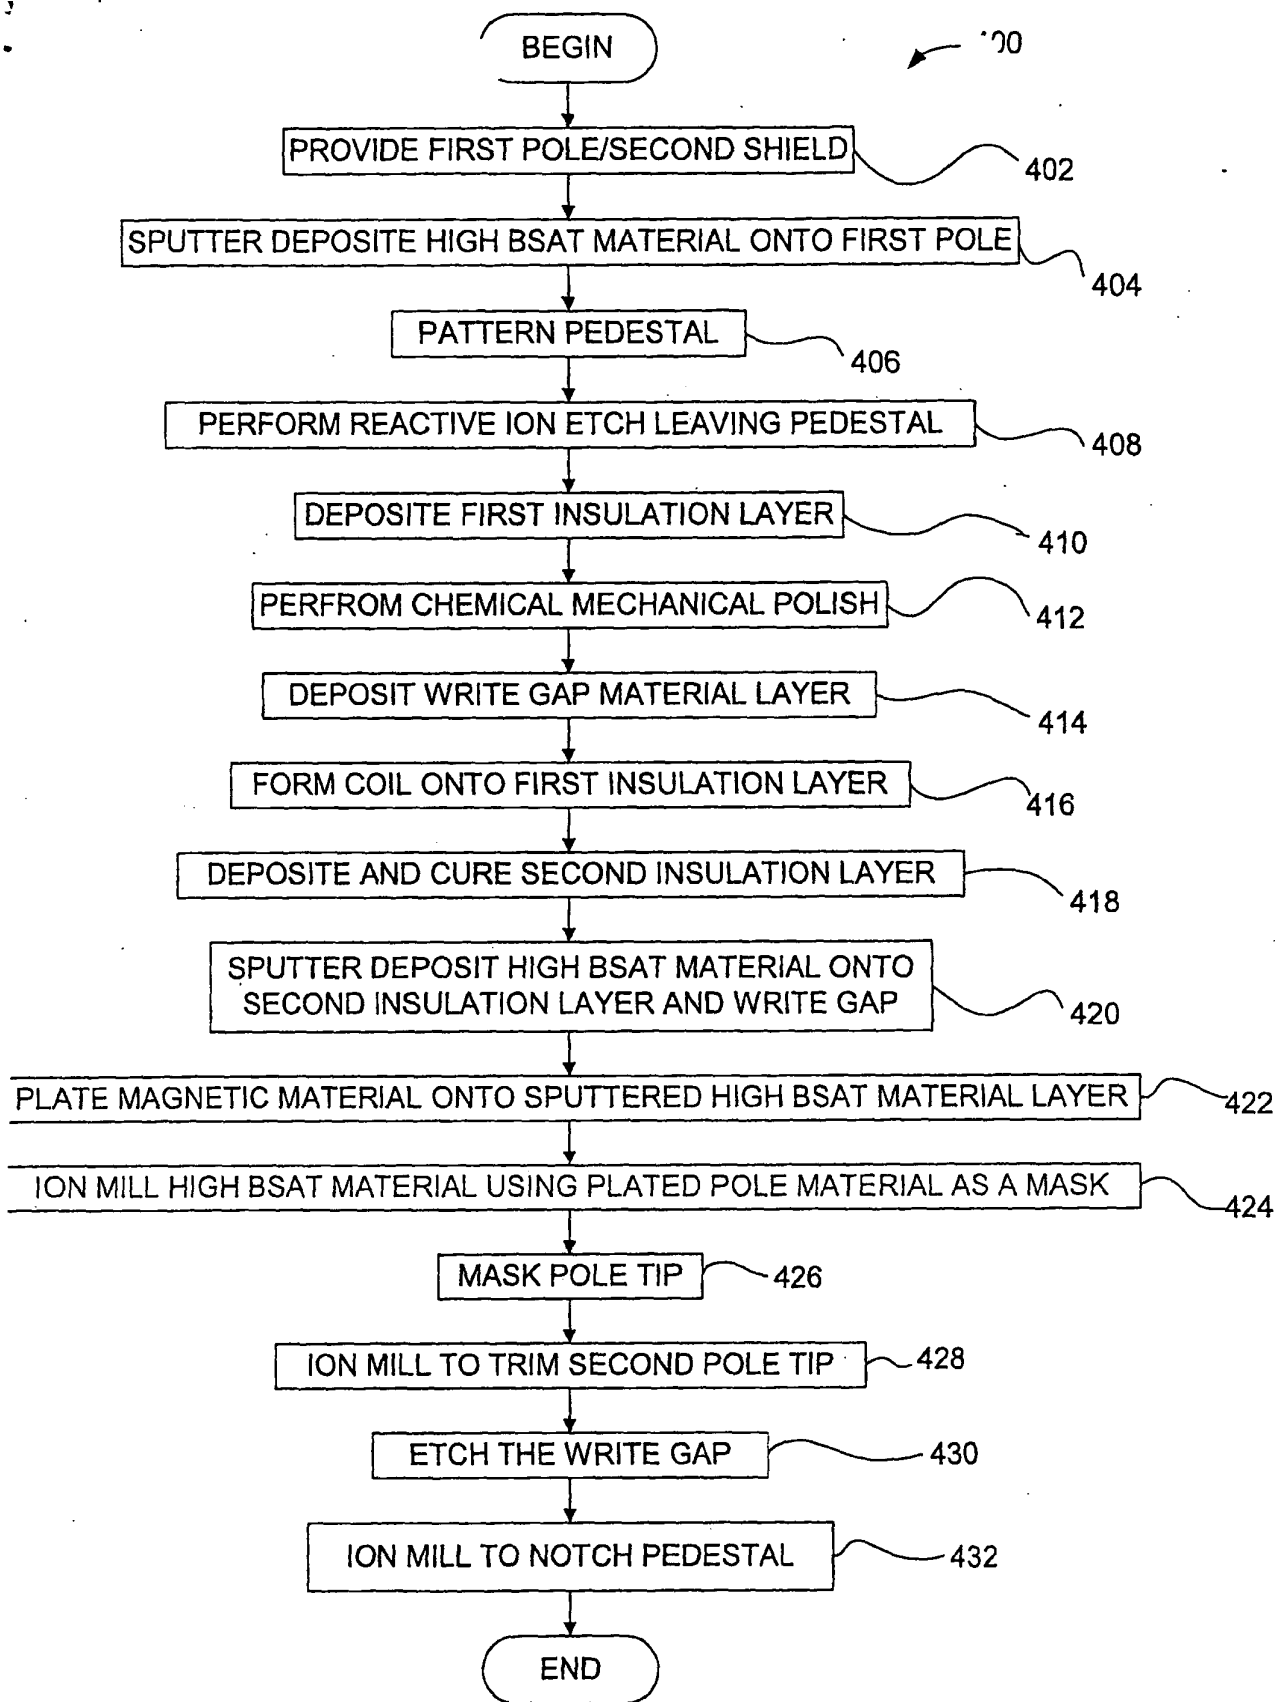 BEGIN
PROVIDE FIRST POLE/SECOND SHIELD
402
SPUTTER DEPOSITE HIGH BSAT MATERIAL ONTO FIRST POLE
404
PATTERN PEDESTAL
406
PERFORM REACTIVE ION ETCH LEAVING PEDESTAL
408
DEPOSITE FIRST INSULATION LAYER
410
PERFROM CHEMICAL MECHANICAL POLISH
412
DEPOSIT WRITE GAP MATERIAL LAYER
414
FORM COIL ONTO FIRST INSULATION LAYER
416
DEPOSITE AND CURE SECOND INSULATION LAYER
418
SPUTTER DEPOSIT HIGH BSAT MATERIAL ONTO
SECOND INSULATION LAYER AND WRITE GAP
420
PLATE MAGNETIC MATERIAL ONTO SPUTTERED HIGH BSAT MATERIAL LAYER
422
ION MILL HIGH BSAT MATERIAL USING PLATED POLE MATERIAL AS A MASK
424
MASK POLE TIP
426
ION MILL TO TRIM SECOND POLE TIP
428
ETCH THE WRITE GAP
430
ION MILL TO NOTCH PEDESTAL
432
END